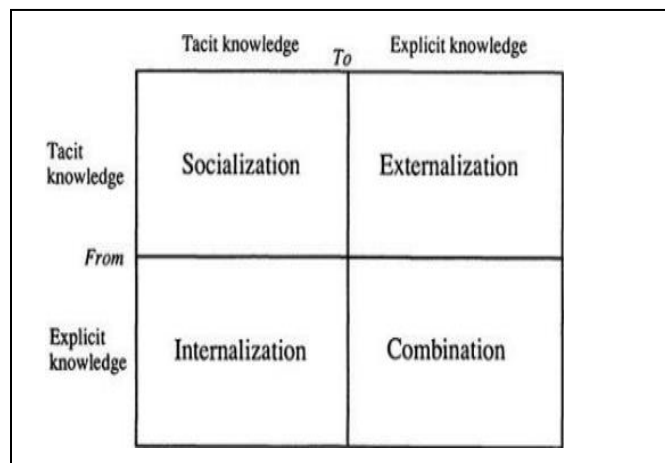 Tacit knowledge To Explicit knowledge
Tacit
knowledge
Socialization Externalization
From
Explicit
knowledge
Internalization Combination